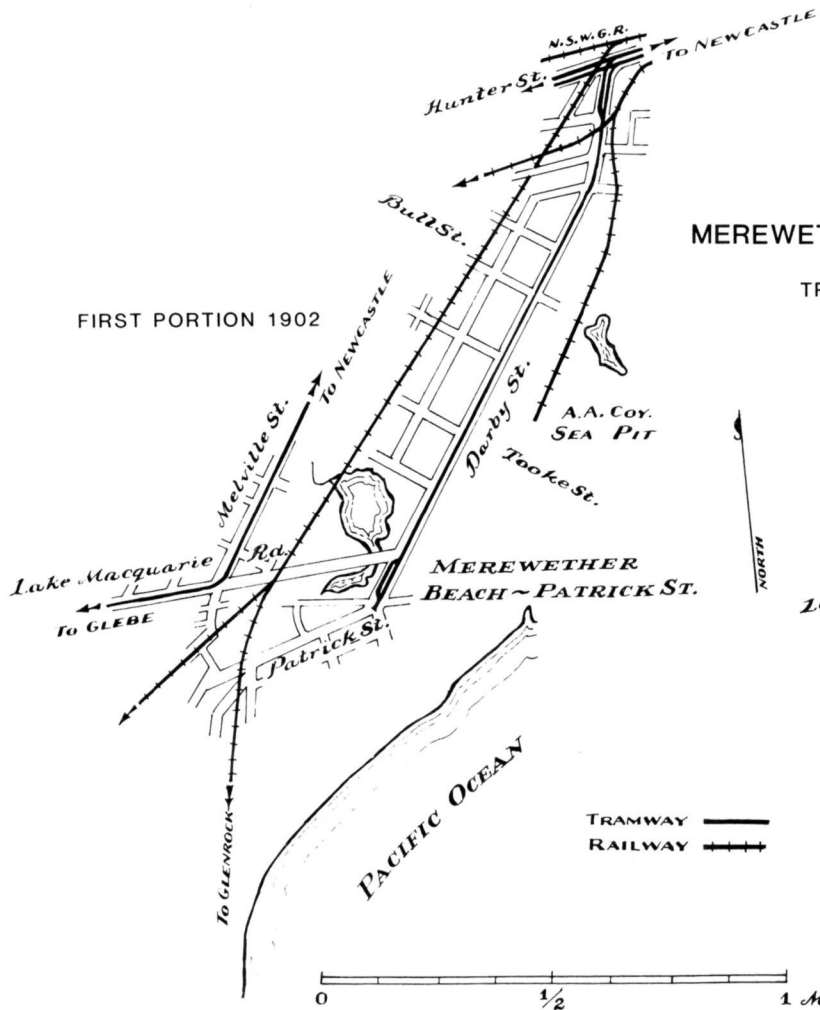 N.S.W.G.R.
TO NEWCASTLE
Hunter St.
Bull St.
FIRST PORTION 1902
TO NEWCASTLE
Melville St.
Darby St.
A.A. COY.
SEA PIT
Tooke St.
NORTH
Lake Macquarie Rd.
TO GLEBE
MEREWETHER
BEACH ~ PATRICK ST.
Patrick St.
TO GLENROCK
PACIFIC OCEAN
TRAMWAY
RAILWAY
0 1/2 1 M